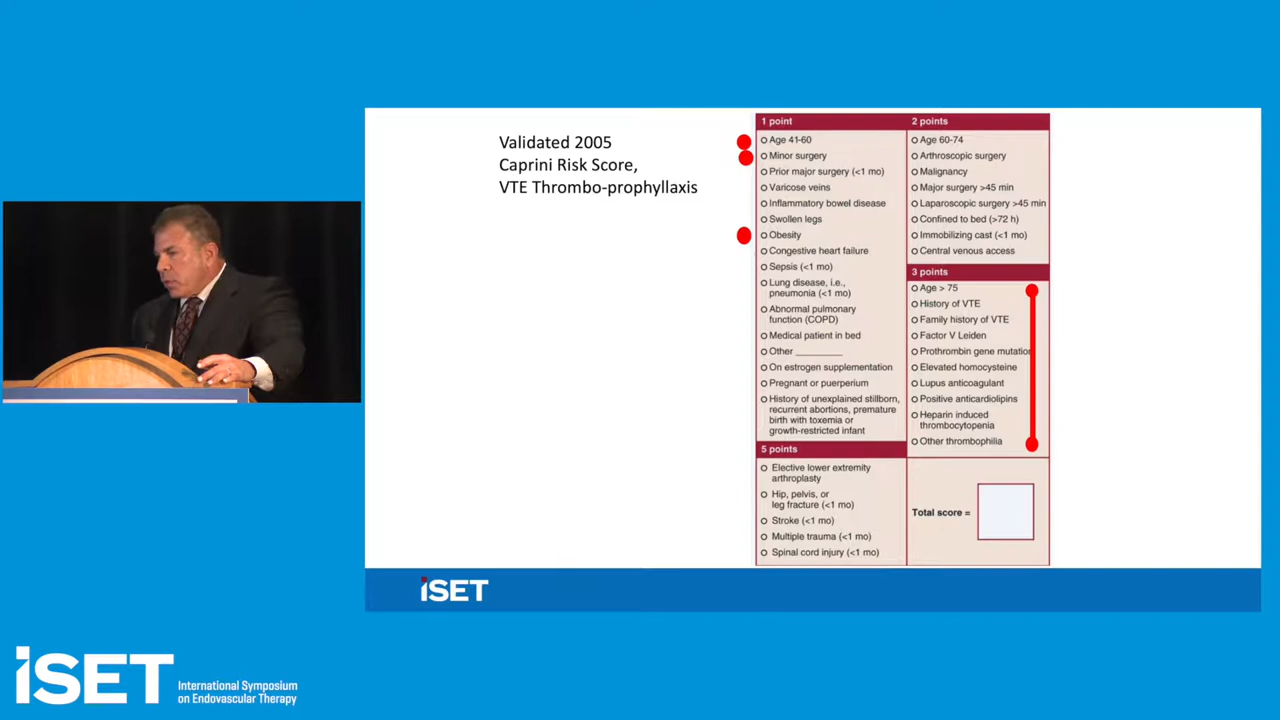 Validated 2005
Caprini Risk Score,
VTE Thrombo-prophyllaxis
1 point
Age 41-60
Minor surgery
Prior major surgery (<1 mo)
Varicose veins
Inflammatory bowel disease
Swollen legs
Obesity
Congestive heart failure
Sepsis (<1 mo)
Lung disease, i.e.,
pneumonia (<1 mo)
Abnormal pulmonary
function (COPD)
Medical patient in bed
Other ________
On estrogen supplementation
Pregnant or puerperium
History of unexplained stillborn,
recurrent abortions, premature
birth with toxemia or
growth-restricted infant
5 points
Elective lower extremity
arthroplasty
Hip, pelvis, or
leg fracture (<1 mo)
Stroke (<1 mo)
Multiple trauma (<1 mo)
Spinal cord injury (<1 mo)
2 points
Age 60-74
Arthroscopic surgery
Malignancy
Major surgery >45 min
Laparoscopic surgery >45 min
Confined to bed (>72 h)
Immobilizing cast (<1 mo)
Central venous access
3 points
Age > 75
History of VTE
Family history of VTE
Factor V Leiden
Prothrombin gene mutation
Elevated homocysteine
Lupus anticoagulant
Positive anticardiolipins
Heparin induced
thrombocytopenia
Other thrombophilia
Total score =
iSET
iSET
International Symposium
on Endovascular Therapy